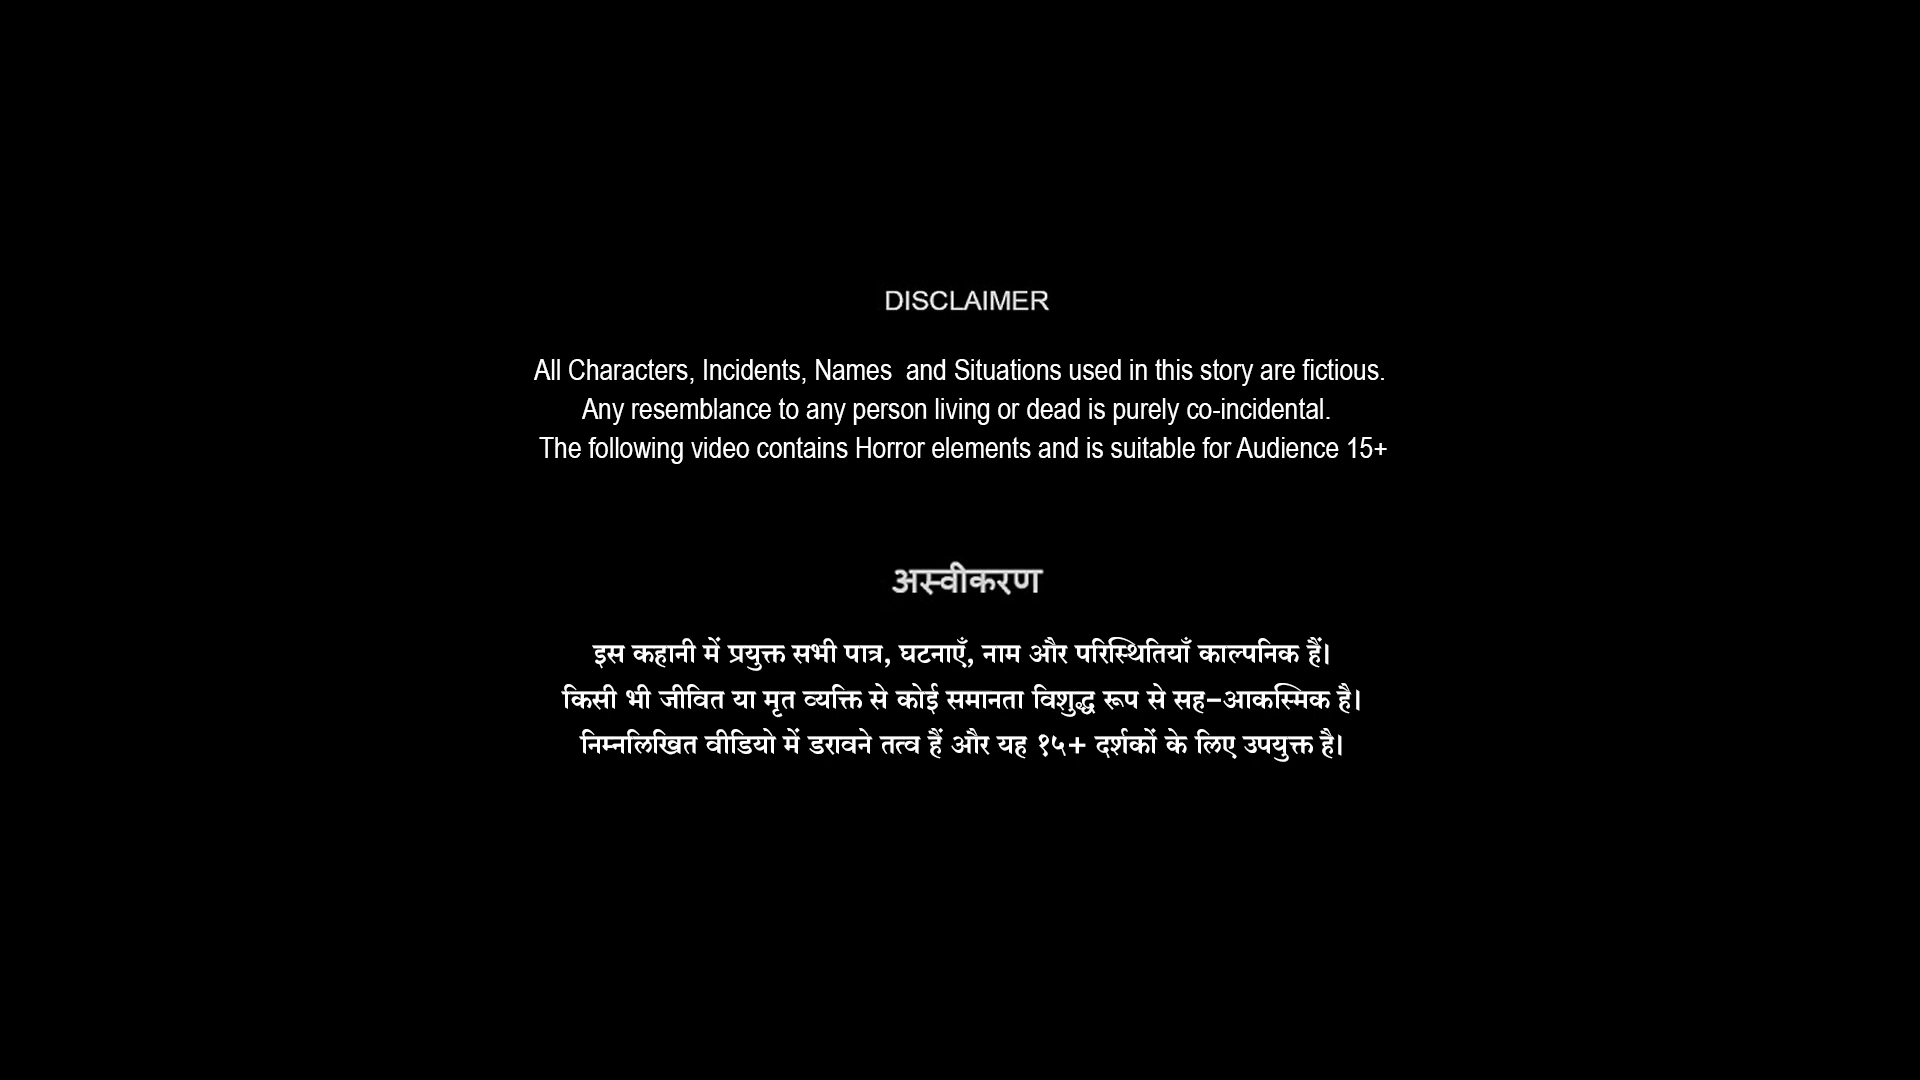 DISCLAIMER
All Characters, Incidents, Names  and Situations used in this story are fictious.
Any resemblance to any person living or dead is purely co-incidental.
The following video contains Horror elements and is suitable for Audience 15+
अस्वीकरण
इस कहानी में प्रयुक्त सभी पात्र, घटनाएँ, नाम और परिस्थितियाँ काल्पनिक हैं।
किसी भी जीवित या मृत व्यक्ति से कोई समानता विशुद्ध रूप से सह-आकस्मिक है।
निम्नलिखित वीडियो में डरावने तत्व हैं और यह १५+ दर्शकों के लिए उपयुक्त है।